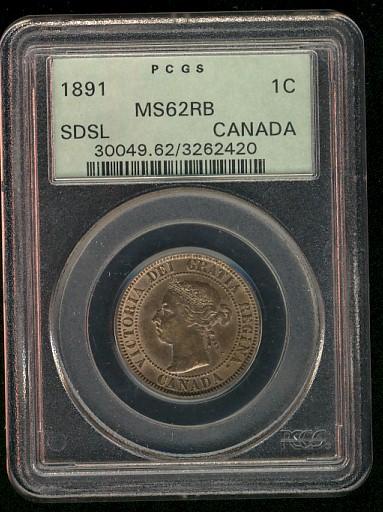 PCGS
1891 1C
MS62RB
SDSL CANADA
30049.62/3262420
VICTORIA DEI GRATIA REGINA
CANADA
PCGS